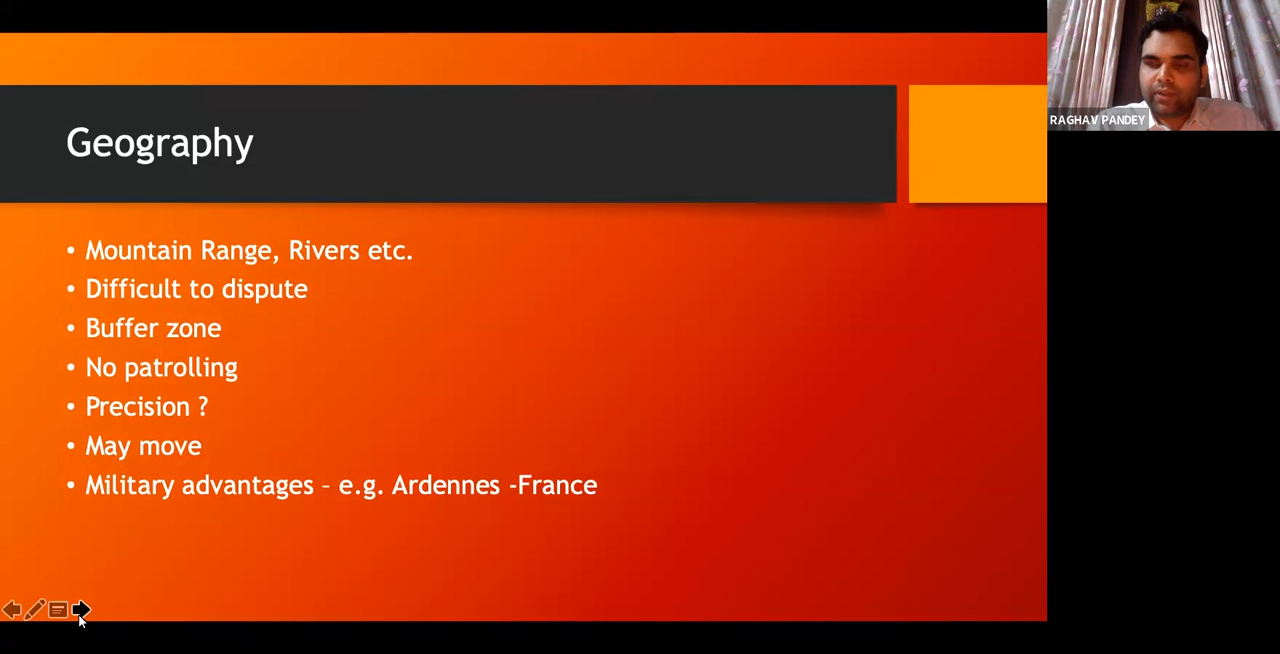 Geography
• Mountain Range, Rivers etc.
• Difficult to dispute
• Buffer zone
• No patrolling
• Precision ?
• May move
• Military advantages – e.g. Ardennes -France
RAGHAV PANDEY